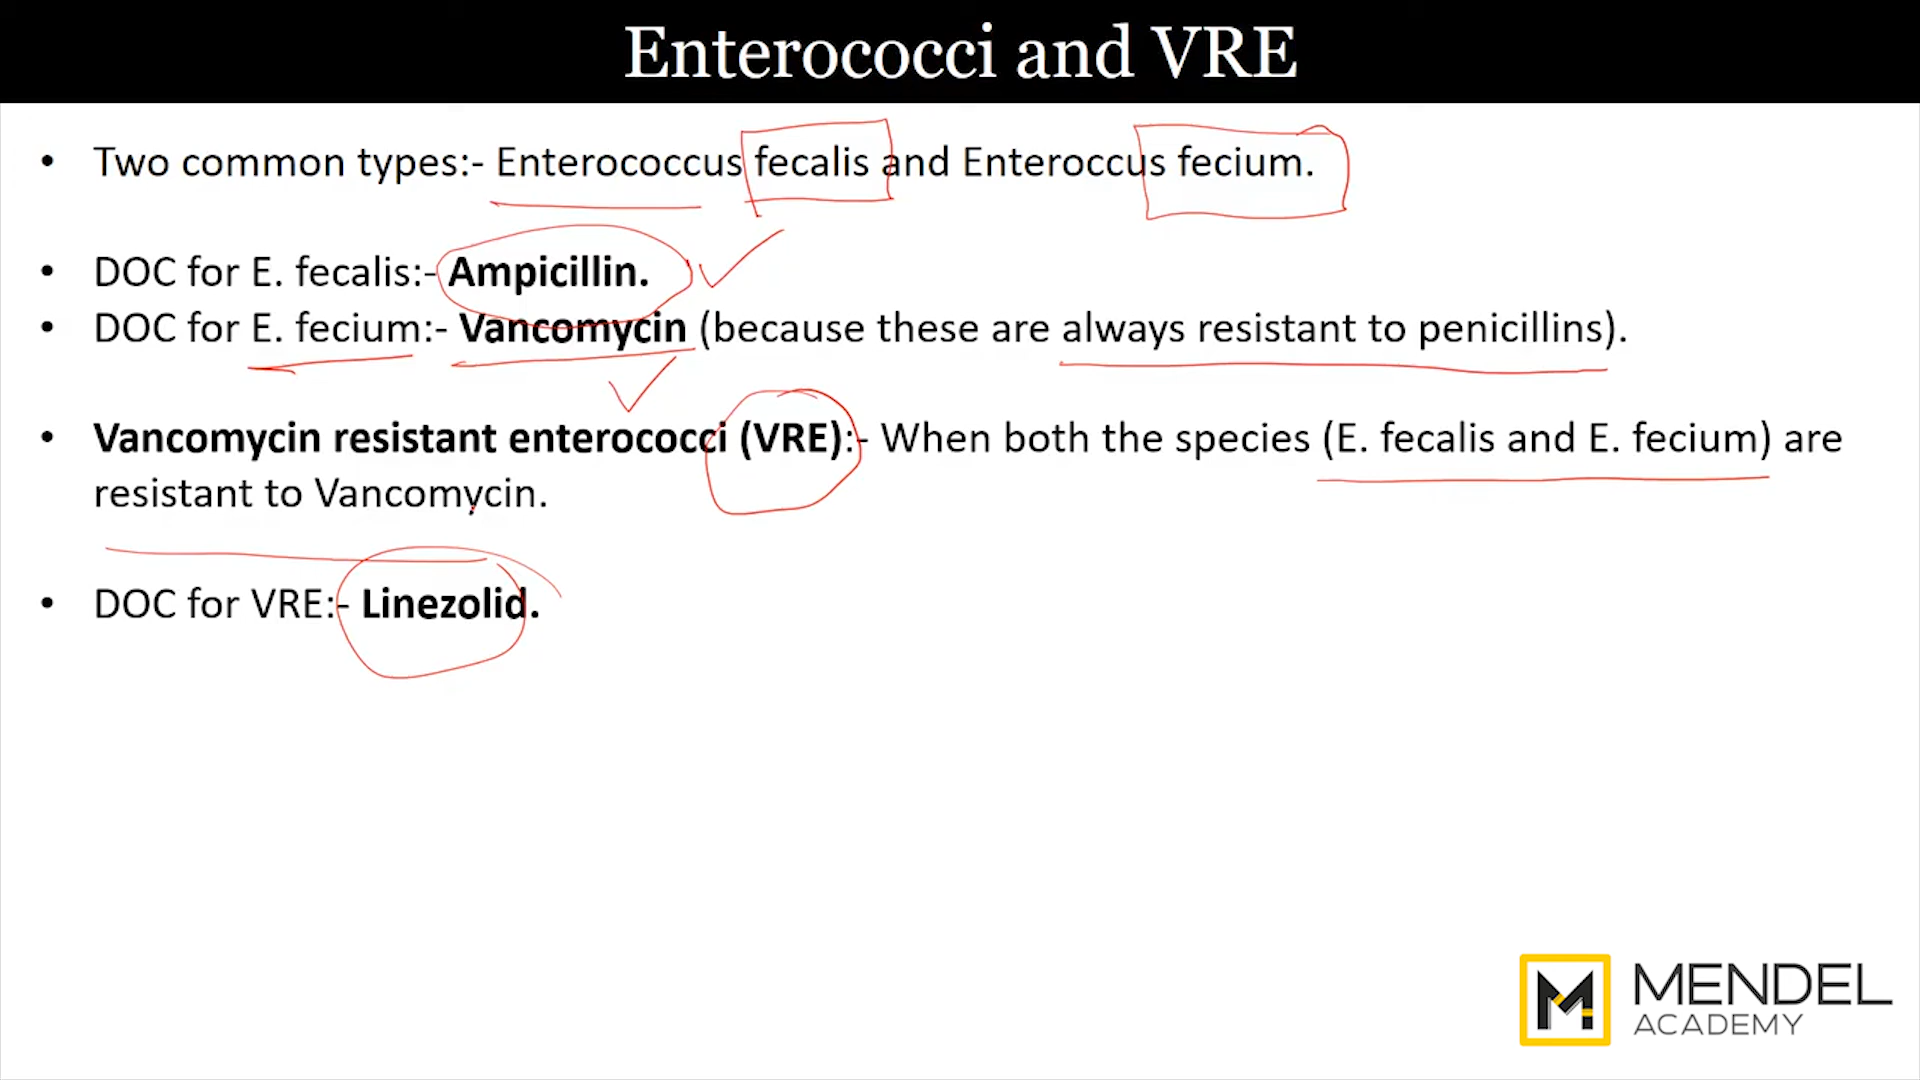 Enterococci and VRE
• Two common types:- Enterococcus fecalis and Enteroccus fecium.
• DOC for E. fecalis:- Ampicillin.
• DOC for E. fecium:- Vancomycin (because these are always resistant to penicillins).
• Vancomycin resistant enterococci (VRE):- When both the species (E. fecalis and E. fecium) are
resistant to Vancomycin.
• DOC for VRE:- Linezolid.
MENDEL
ACADEMY